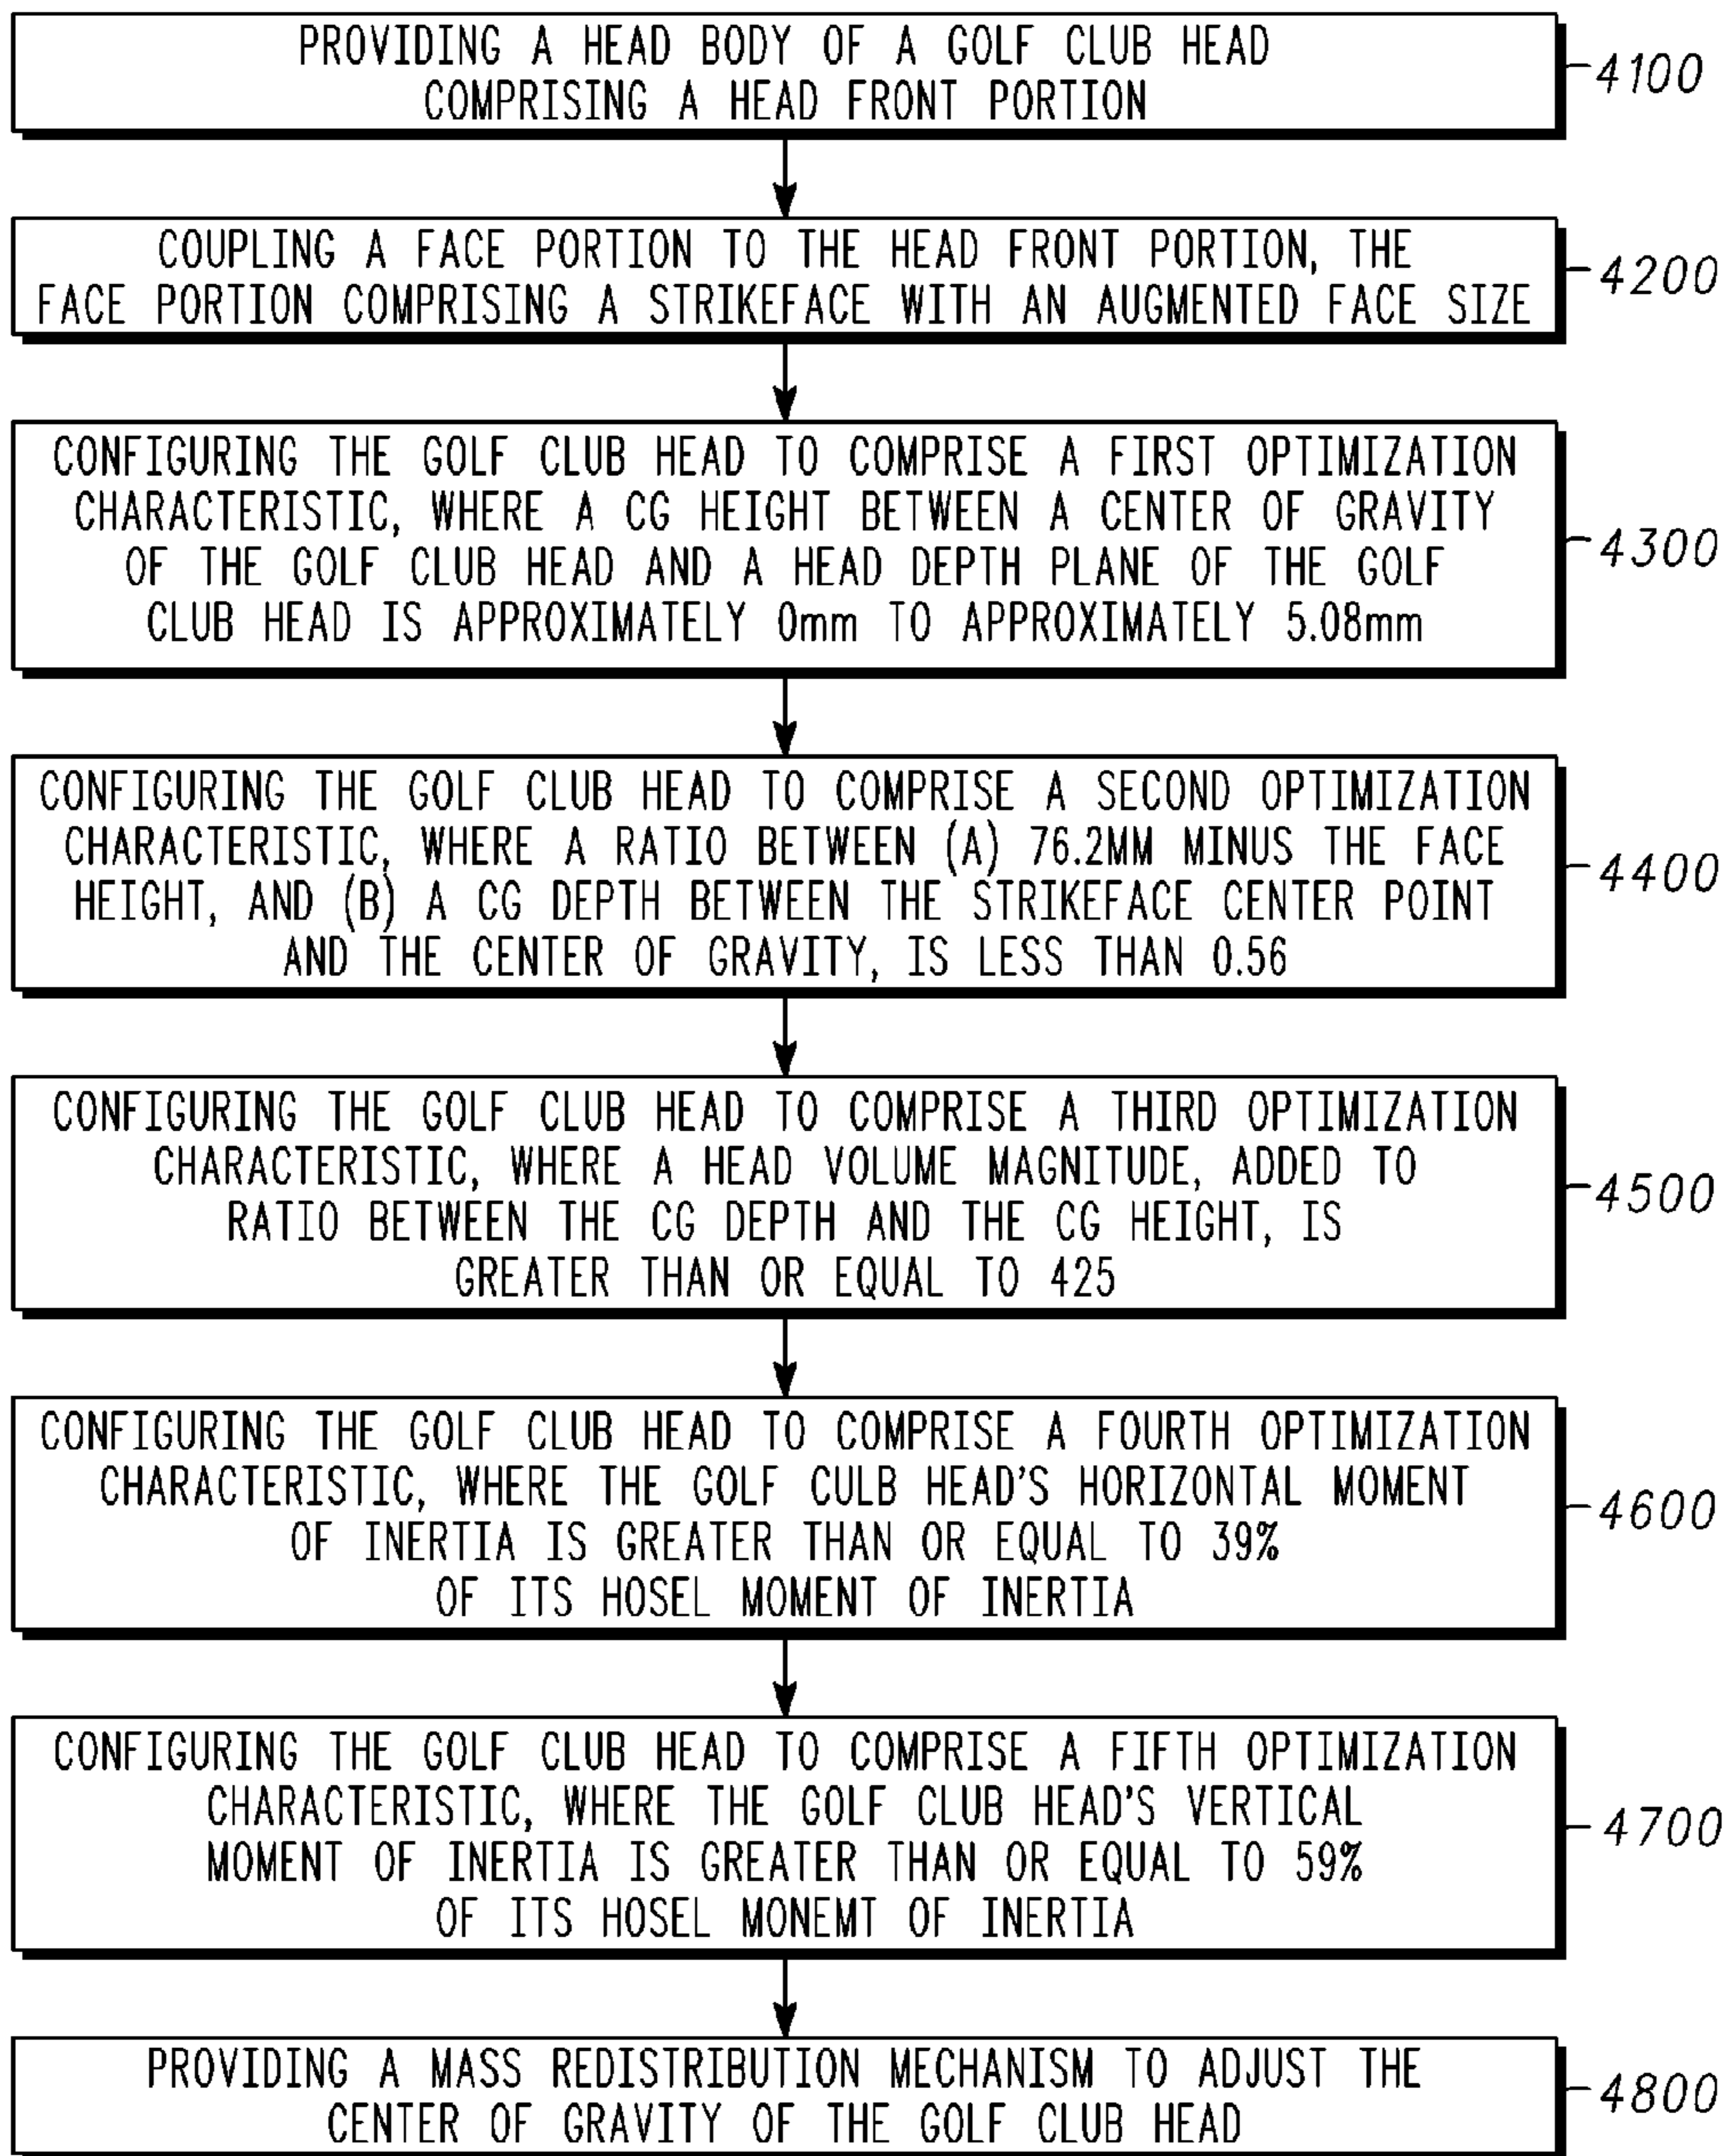 PROVIDING A HEAD BODY OF A GOLF CLUB HEAD
COMPRISING A HEAD FRONT PORTION
4100
COUPLING A FACE PORTION TO THE HEAD FRONT PORTION, THE
FACE PORTION COMPRISING A STRIKEFACE WITH AN AUGMENTED FACE SIZE
4200
CONFIGURING THE GOLF CLUB HEAD TO COMPRISE A FIRST OPTIMIZATION
CHARACTERISTIC, WHERE A CG HEIGHT BETWEEN A CENTER OF GRAVITY
OF THE GOLF CLUB HEAD AND A HEAD DEPTH PLANE OF THE GOLF
CLUB HEAD IS APPROXIMATELY 0mm TO APPROXIMATELY 5.08mm
4300
CONFIGURING THE GOLF CLUB HEAD TO COMPRISE A SECOND OPTIMIZATION
CHARACTERISTIC, WHERE A RATIO BETWEEN (A) 76.2MM MINUS THE FACE
HEIGHT, AND (B) A CG DEPTH BETWEEN THE STRIKEFACE CENTER POINT
AND THE CENTER OF GRAVITY, IS LESS THAN 0.56
4400
CONFIGURING THE GOLF CLUB HEAD TO COMPRISE A THIRD OPTIMIZATION
CHARACTERISTIC, WHERE A HEAD VOLUME MAGNITUDE, ADDED TO
RATIO BETWEEN THE CG DEPTH AND THE CG HEIGHT, IS
GREATER THAN OR EQUAL TO 425
4500
CONFIGURING THE GOLF CLUB HEAD TO COMPRISE A FOURTH OPTIMIZATION
CHARACTERISTIC, WHERE THE GOLF CULB HEAD'S HORIZONTAL MOMENT
OF INERTIA IS GREATER THAN OR EQUAL TO 39%
OF ITS HOSEL MOMENT OF INERTIA
4600
CONFIGURING THE GOLF CLUB HEAD TO COMPRISE A FIFTH OPTIMIZATION
CHARACTERISTIC, WHERE THE GOLF CLUB HEAD'S VERTICAL
MOMENT OF INERTIA IS GREATER THAN OR EQUAL TO 59%
OF ITS HOSEL MONEMT OF INERTIA
4700
PROVIDING A MASS REDISTRIBUTION MECHANISM TO ADJUST THE
CENTER OF GRAVITY OF THE GOLF CLUB HEAD
4800